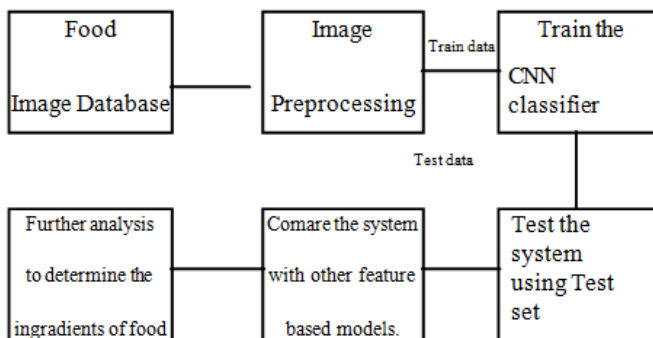 Food
Image Database
Image
Preprocessing
Train data
Train the
CNN
classifier
Test data
Further analysis
to determine the
ingradients of food
Comare the system
with other feature
based models.
Test the
system
using Test
set